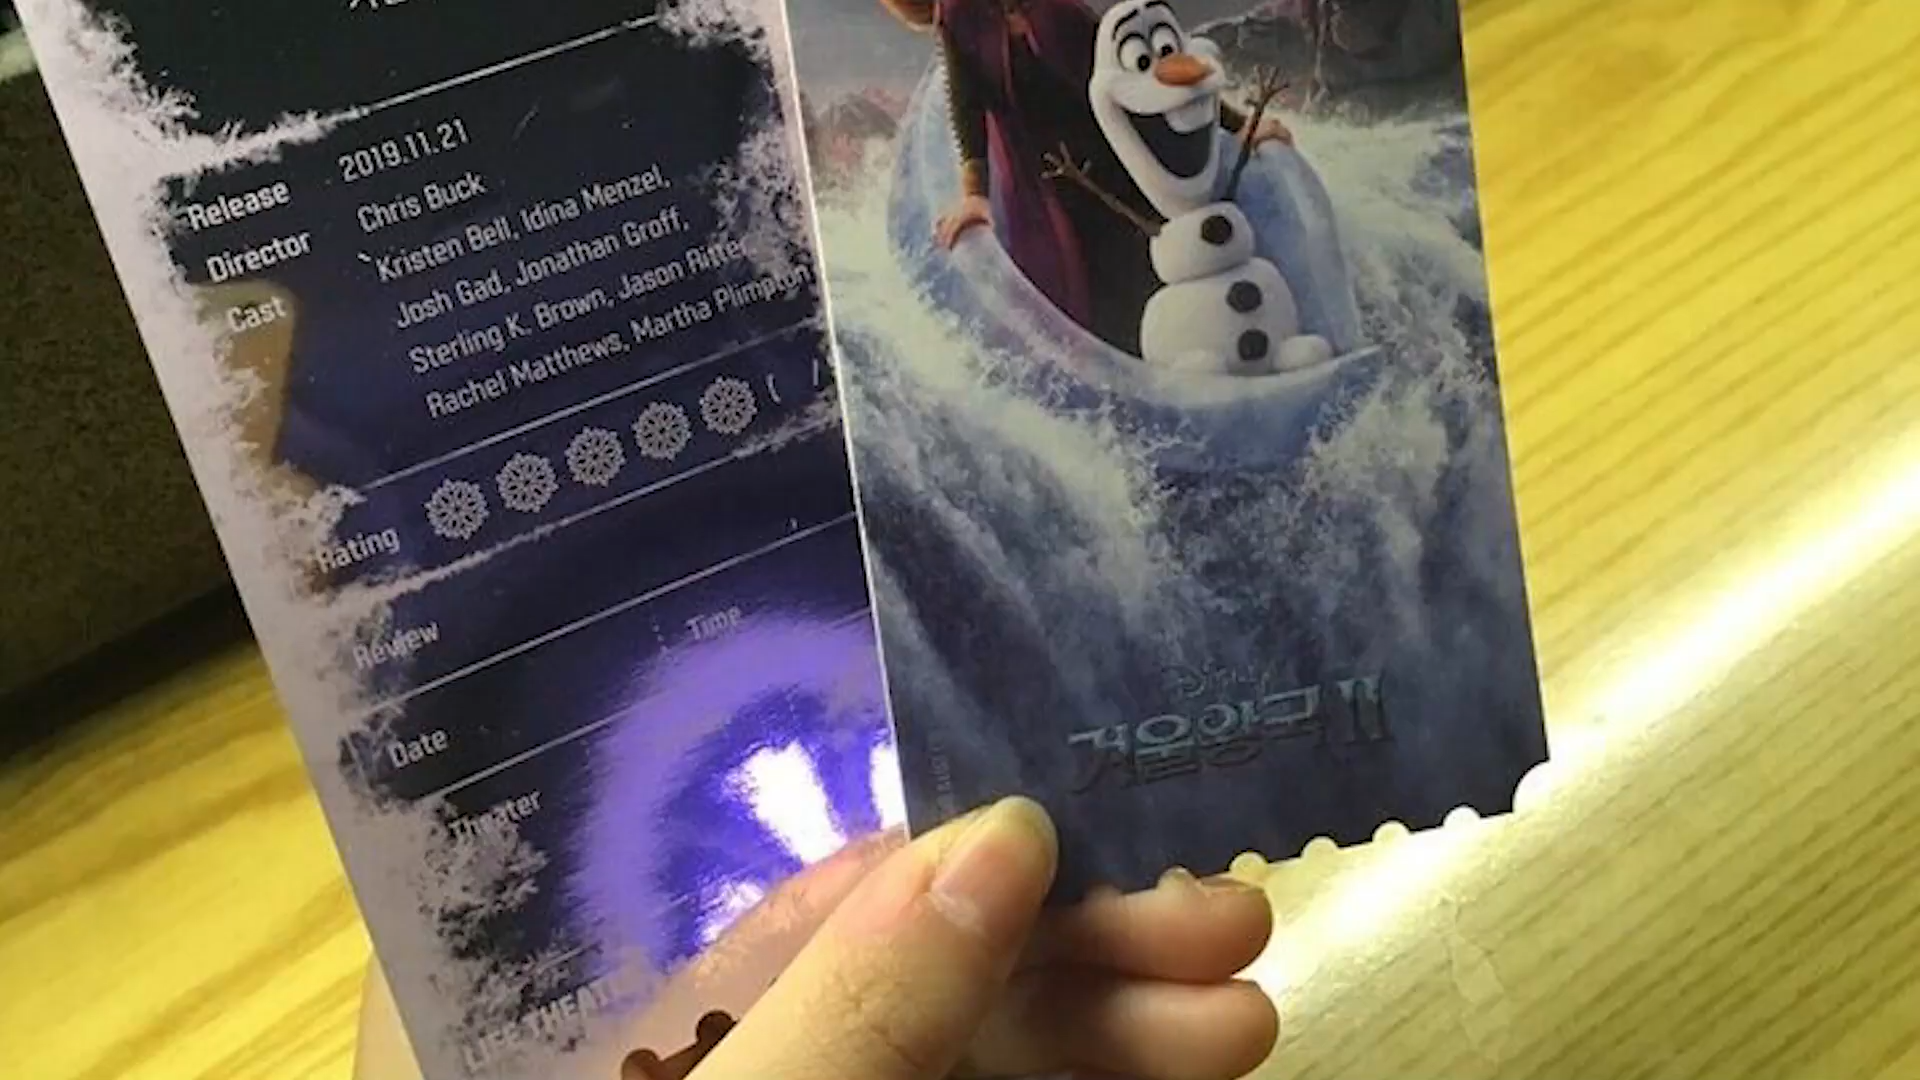 Release 2019.11.21
Director Chris Buck
Cast Kristen Bell, Idina Menzel,
Josh Gad, Jonathan Groff,
Sterling K. Brown, Jason Ritte
Rachel Matthews, Martha Plimpton
Rating ( /
Review
Date : Time
Theater
Disney
겨울왕국 II